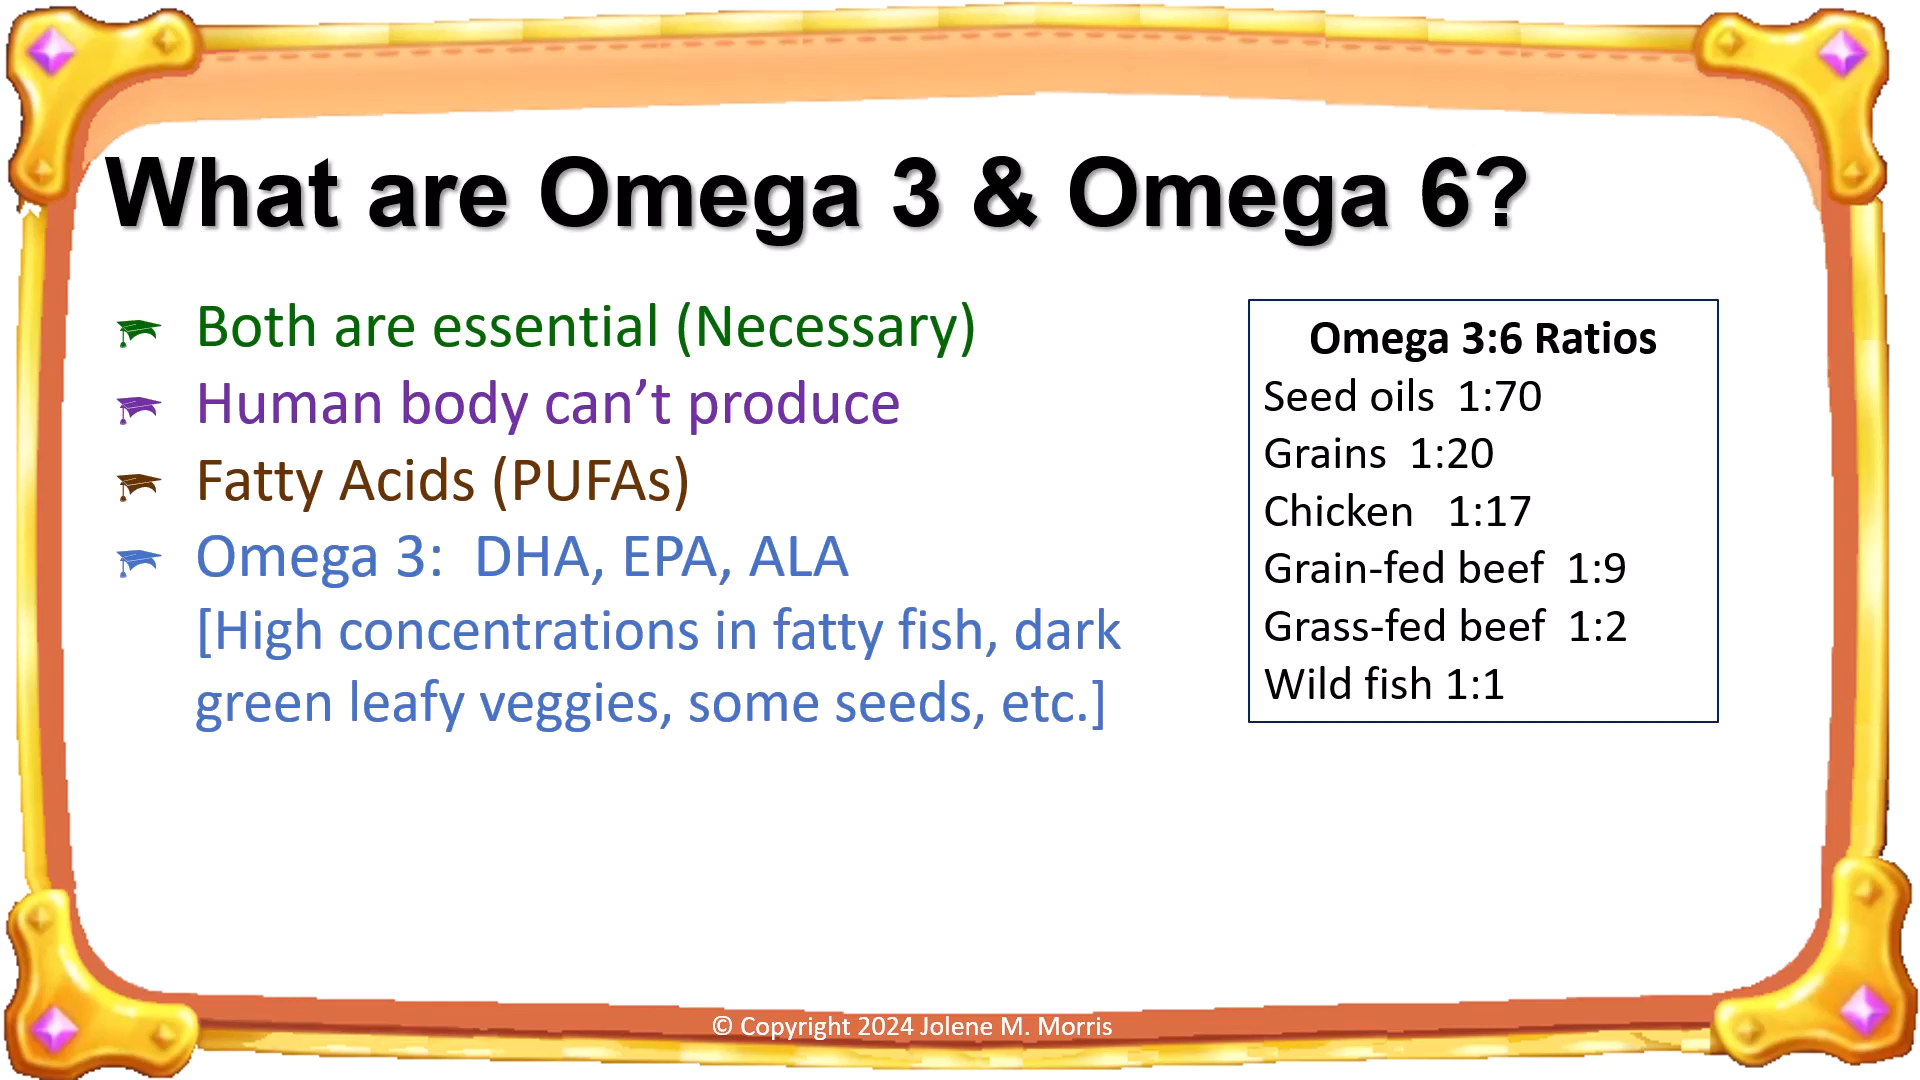 What are Omega 3 & Omega 6?
Both are essential (Necessary)
Human body can’t produce
Fatty Acids (PUFAs)
Omega 3:  DHA, EPA, ALA
[High concentrations in fatty fish, dark
green leafy veggies, some seeds, etc.]
Omega 3:6 Ratios
Seed oils  1:70
Grains  1:20
Chicken   1:17
Grain-fed beef  1:9
Grass-fed beef  1:2
Wild fish 1:1
© Copyright 2024 Jolene M. Morris